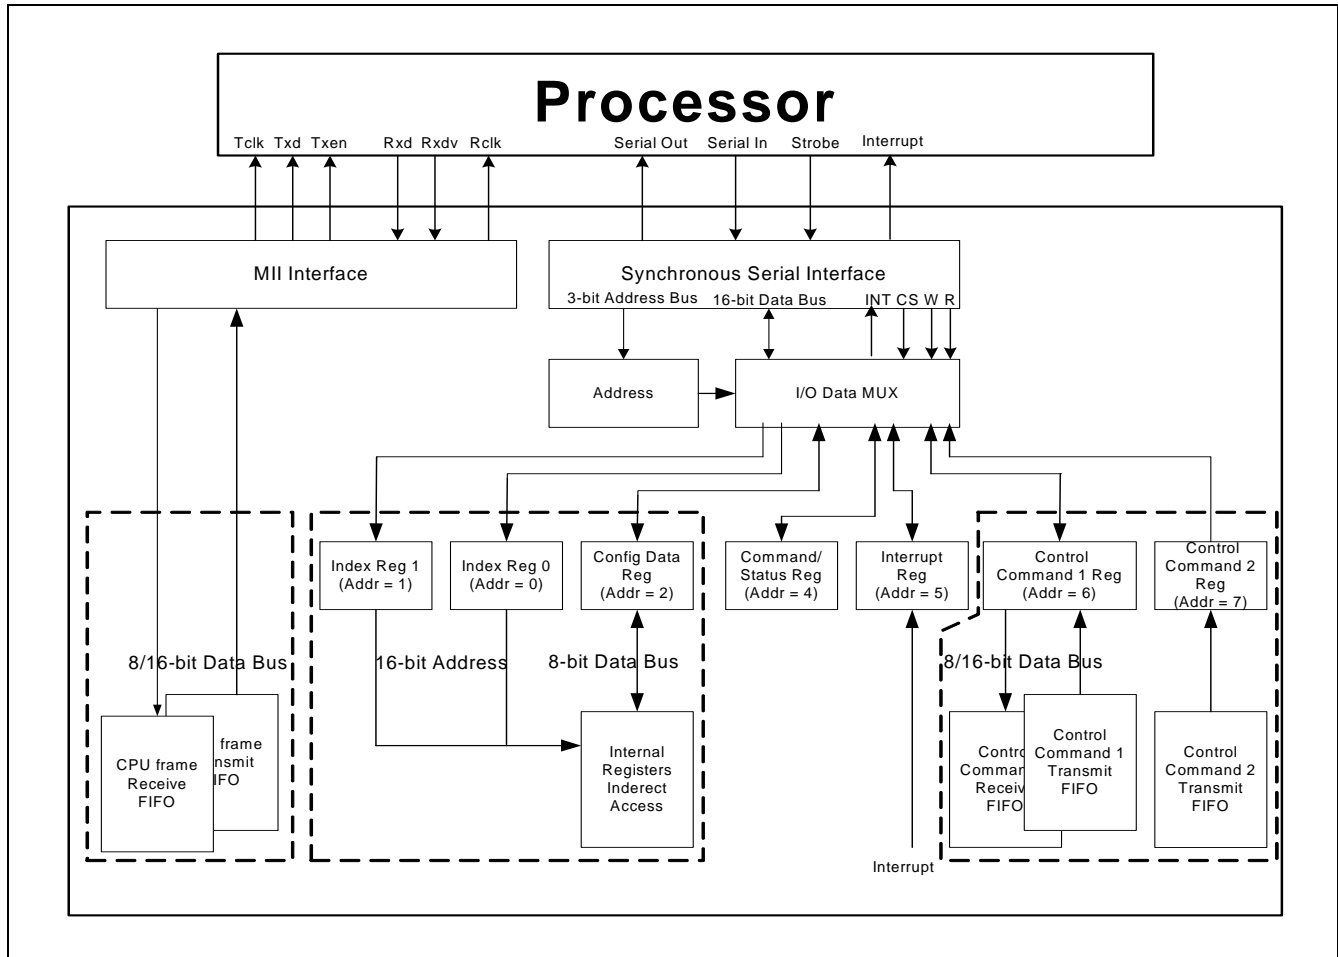 Processor
Tclk Txd Txen Rxd Rxdv Rclk Serial Out Serial In Strobe Interrupt
MII Interface
Synchronous Serial Interface
3-bit Address Bus 16-bit Data Bus INT CS W R
Address
I/O Data MUX
Index Reg 1
(Addr = 1)
Index Reg 0
(Addr = 0)
Config Data
Reg
(Addr = 2)
Command/
Status Reg
(Addr = 4)
Interrupt
Reg
(Addr = 5)
Control
Command 1 Reg
(Addr = 6)
Control
Command 2
Reg
(Addr = 7)
8/16-bit Data Bus
16-bit Address
8-bit Data Bus
8/16-bit Data Bus
CPU frame
Receive
FIFO
frame
Internal
Registers
Inderect
Access
Command
FIFO
Control
Command 1
Transmit
FIFO
Control
Command 2
Transmit
FIFO
Interrupt